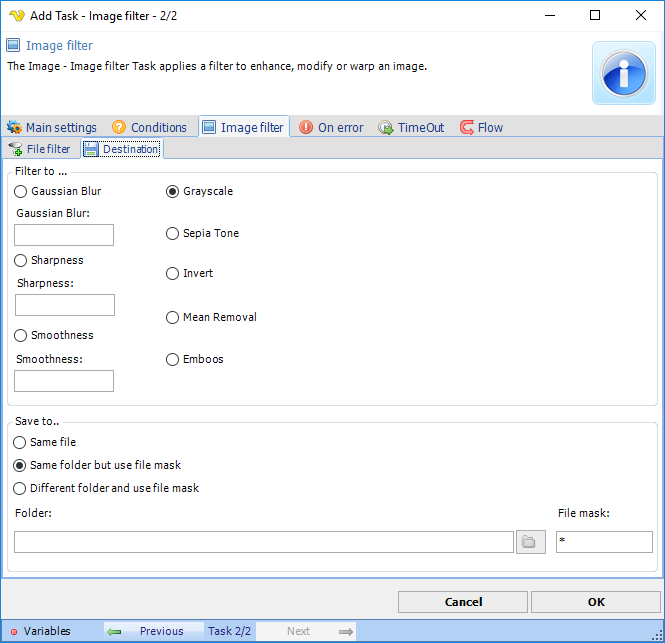 Add Task - Image filter - 2/2
Image filter
The Image - Image filter Task applies a filter to enhance, modify or warp an image.
Main settings Conditions Image filter On error TimeOut Flow
File filter Destination
Filter to ...
Gaussian Blur Grayscale
Gaussian Blur:
Sepia Tone
Sharpness
Invert
Sharpness:
Mean Removal
Smoothness
Smoothness: Emboos
Save to..
Same file
Same folder but use file mask
Different folder and use file mask
Folder: File mask:
*
Cancel OK
Variables Previous Task 2/2 Next